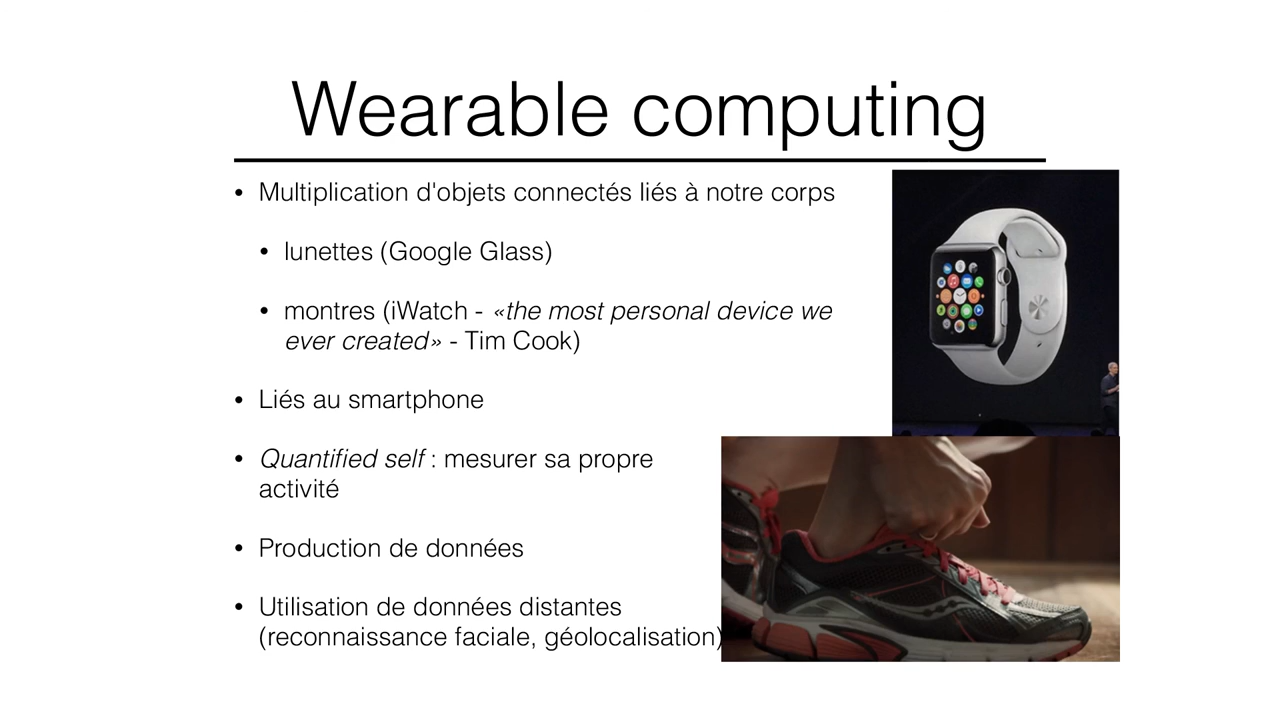 Wearable computing
• Multiplication d'objets connectés liés à notre corps
• lunettes (Google Glass)
• montres (iWatch - «the most personal device we
ever created» - Tim Cook)
• Liés au smartphone
• Quantified self : mesurer sa propre
activité
• Production de données
• Utilisation de données distantes
(reconnaissance faciale, géolocalisation)